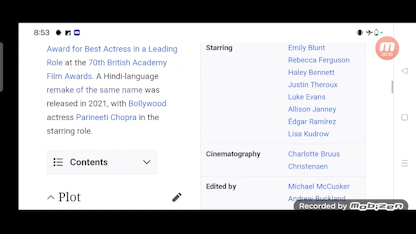 8:53
Award for Best Actress in a Leading
Role at the 70th British Academy
Film Awards. A Hindi-language
remake of the same name was
released in 2021, with Bollywood
actress Parineeti Chopra in the
starring role.
Contents
Plot
Starring
Emily Blunt
Rebecca Ferguson
Haley Bennett
Justin Theroux
Luke Evans
Allison Janney
Édgar Ramírez
Lisa Kudrow
Cinematography
Charlotte Bruus
Christensen
Edited by
Michael McCusker
Andrew Buckland
Recorded by Mobizen